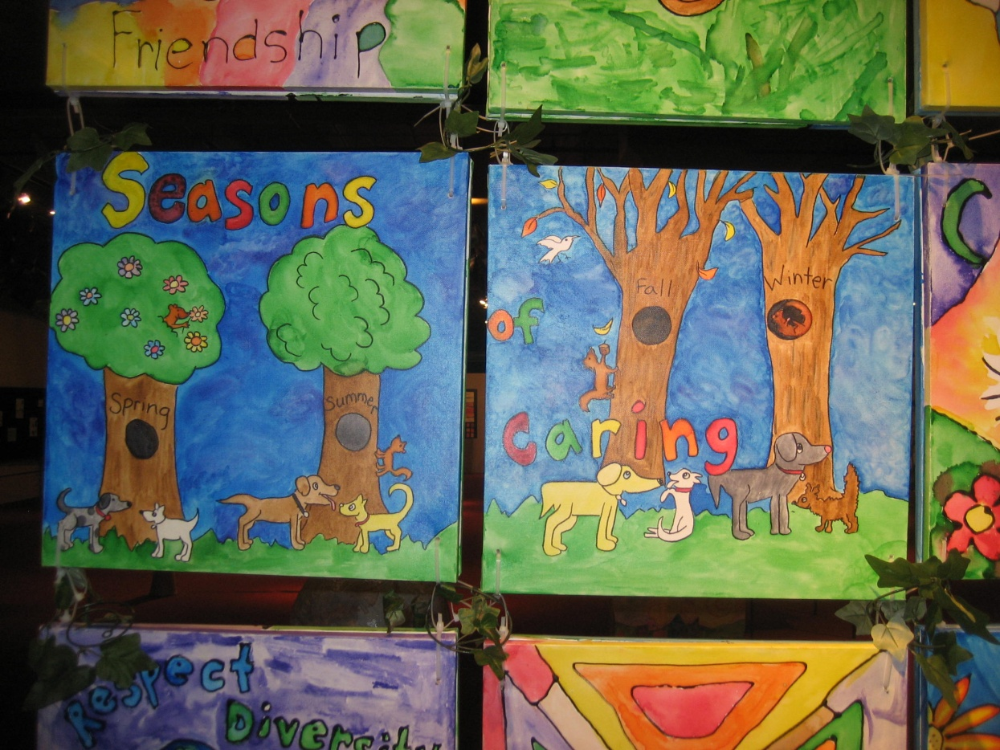 Friendship
Seasons
Spring
Summer
of
Caring
Fall
Winter
Respect
Diversity